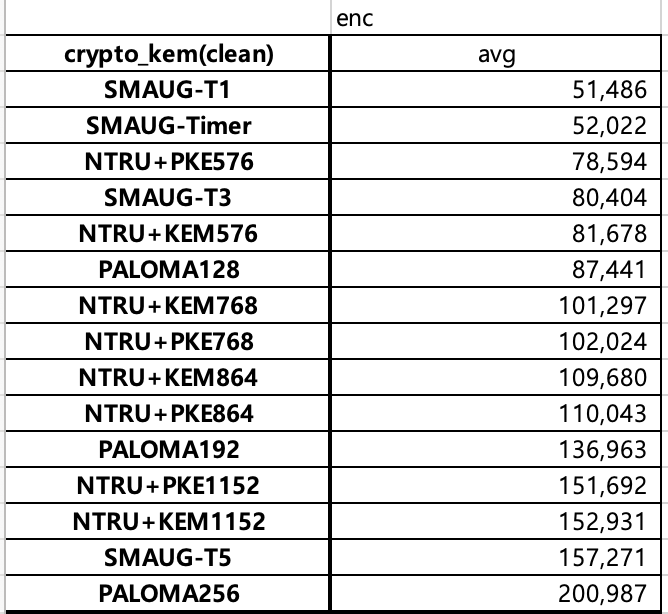 enc
crypto_kem(clean) avg
SMAUG-T1 51,486
SMAUG-Timer 52,022
NTRU+PKE576 78,594
SMAUG-T3 80,404
NTRU+KEM576 81,678
PALOMA128 87,441
NTRU+KEM768 101,297
NTRU+PKE768 102,024
NTRU+KEM864 109,680
NTRU+PKE864 110,043
PALOMA192 136,963
NTRU+PKE1152 151,692
NTRU+KEM1152 152,931
SMAUG-T5 157,271
PALOMA256 200,987